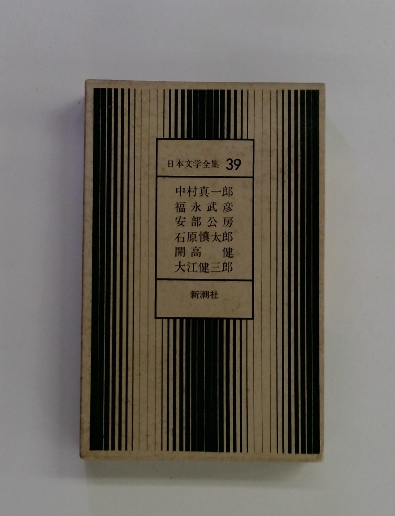 日本文学全集 39
中村真一郎
福永武彦
安部公房
石原慎太郎
開高 健
大江健三郎
新潮社